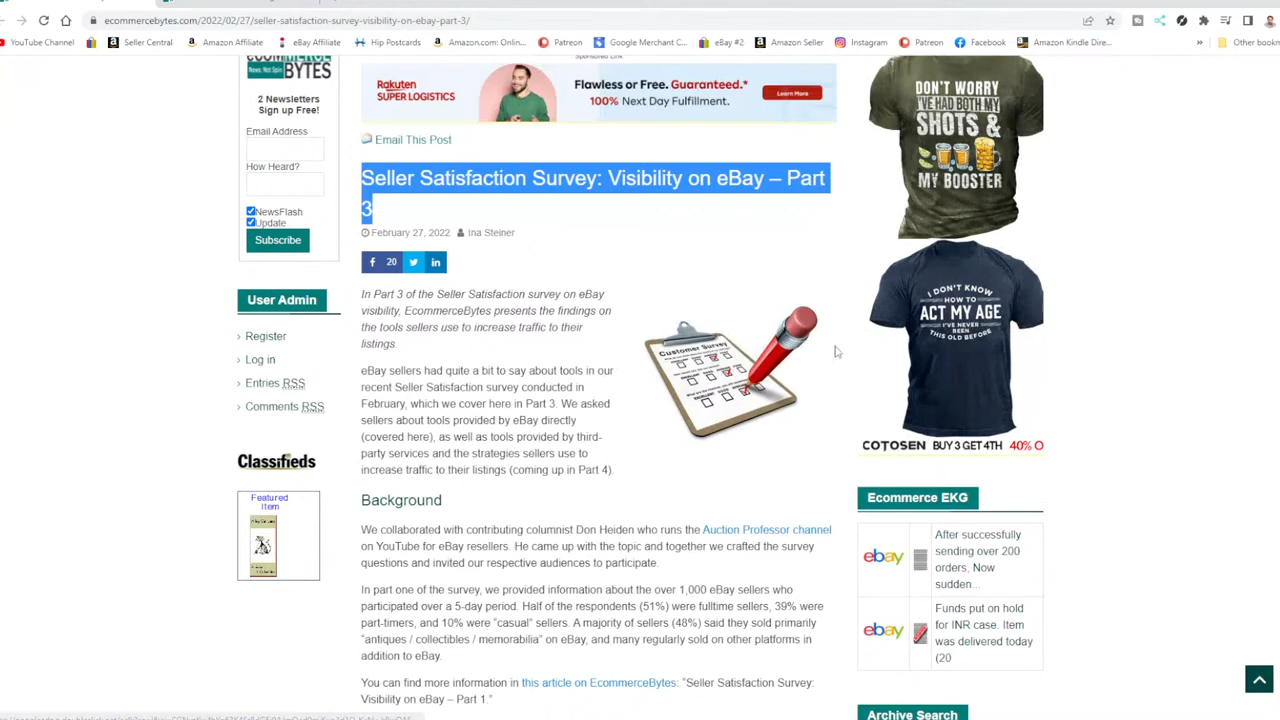 ecommercebytes.com/2022/02/27/seller-satisfaction-survey-visibility-on-ebay-part-3/
YouTube Channel
Seller Central
Amazon Affiliate
eBay Affiliate
Hip Postcards
Amazon.com: Onlin...
Patreon
Google Merchant C...
eBay #2
Amazon Seller
Instagram
Patreon
Facebook
Amazon Kindle Dire...
»
Other bookm
BYTES
News: Not Spin
2 Newsletters
Sign up Free!
Email Address
How Heard?
NewsFlash
Update
Subscribe
User Admin
Register
Log in
Entries RSS
Comments RSS
Classifieds
Featured
Item
Sponsored Link
Rakuten
SUPER LOGISTICS
Flawless or Free. Guaranteed.*
100% Next Day Fulfillment.
Learn More
Email This Post
Seller Satisfaction Survey: Visibility on eBay – Part
3
February 27, 2022 Ina Steiner
20
In Part 3 of the Seller Satisfaction survey on eBay
visibility, EcommerceBytes presents the findings on
the tools sellers use to increase traffic to their
listings.
Customer Survey
eBay sellers had quite a bit to say about tools in our
recent Seller Satisfaction survey conducted in
February, which we cover here in Part 3. We asked
sellers about tools provided by eBay directly
(covered here), as well as tools provided by third-
party services and the strategies sellers use to
increase traffic to their listings (coming up in Part 4).
Background
We collaborated with contributing columnist Don Heiden who runs the Auction Professor channel
on YouTube for eBay resellers. He came up with the topic and together we crafted the survey
questions and invited our respective audiences to participate.
In part one of the survey, we provided information about the over 1,000 eBay sellers who
participated over a 5-day period. Half of the respondents (51%) were fulltime sellers, 39% were
part-timers, and 10% were “casual” sellers. A majority of sellers (48%) said they sold primarily
“antiques / collectibles / memorabilia” on eBay, and many regularly sold on other platforms in
addition to eBay.
You can find more information in this article on EcommerceBytes: “Seller Satisfaction Survey:
Visibility on eBay – Part 1.”
DON'T WORRY
I'VE HAD BOTH MY
SHOTS &
MY BOOSTER
I DON'T KNOW
HOW TO
ACT MY AGE
I'VE NEVER
BEEN
THIS OLD BEFORE
COTOSEN BUY 3 GET 4TH 40% O
Ecommerce EKG
ebay
After successfully
sending over 200
orders, Now
sudden...
ebay
Funds put on hold
for INR case. Item
was delivered today
(20
Archive Search